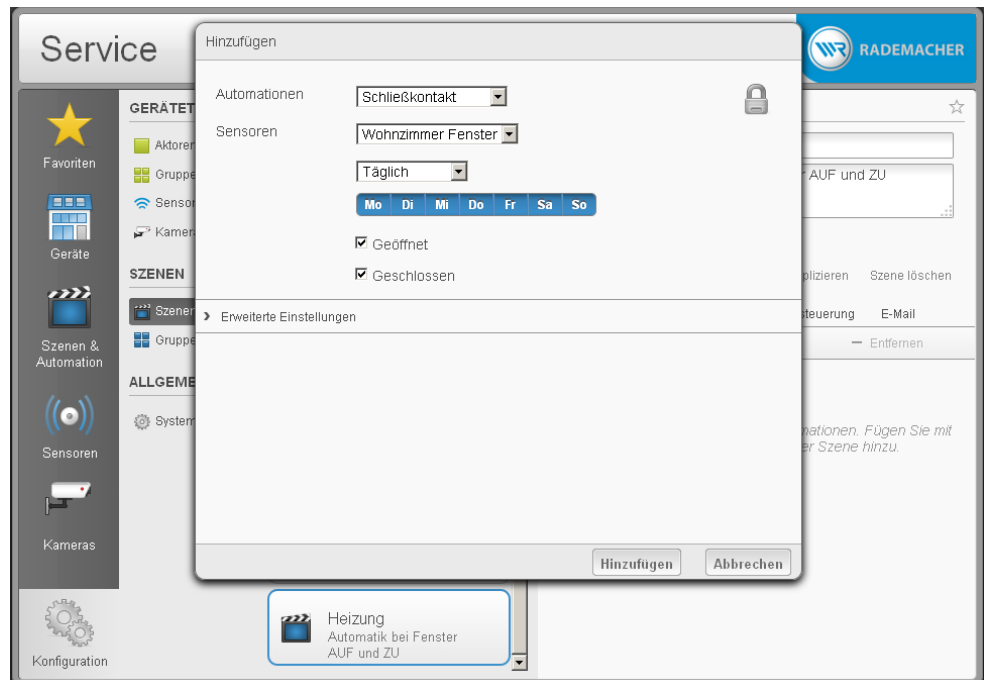 Service
RADEMACHER
Hinzufügen
Automationen
Schließkontakt
Sensoren
Wohnzimmer Fenster
Täglich
Mo Di Mi Do Fr Sa So
Geöffnet
Geschlossen
Erweiterte Einstellungen
Hinzufügen
Abbrechen
Favoriten
Geräte
Szenen &
Automation
Sensoren
Kameras
Konfiguration
GERÄTET
Aktoren
Gruppe
Sensor
Kamer
SZENEN
Szenen
Gruppe
ALLGEME
System
AUF und ZU
plizieren
Szene löschen
steuerung
E-Mail
Entfernen
mationen. Fügen Sie mit
er Szene hinzu.
Heizung
Automatik bei Fenster
AUF und ZU